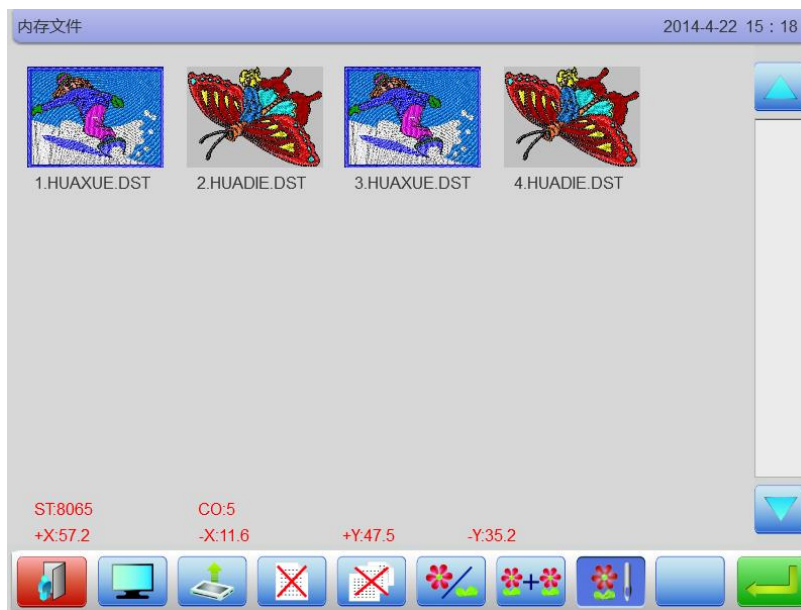 内存文件 2014-4-22 15：18
1.HUAXUE.DST 2.HUADIE.DST 3.HUAXUE.DST 4.HUADIE.DST
ST:8065 CO:5
+X:57.2 -X:11.6 +Y:47.5 -Y:35.2